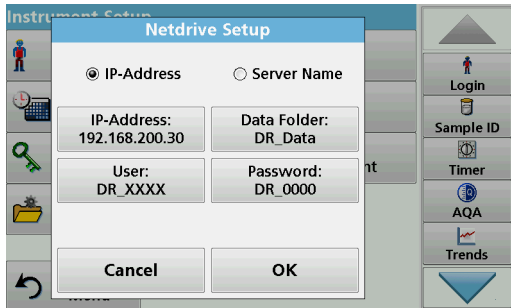 Instrument Setup
Netdrive Setup
IP-Address
Server Name
IP-Address:
192.168.200.30
Data Folder:
DR_Data
User:
DR_XXXX
Password:
DR_0000
Cancel
OK
Login
Sample ID
Timer
AQA
Trends
Menu